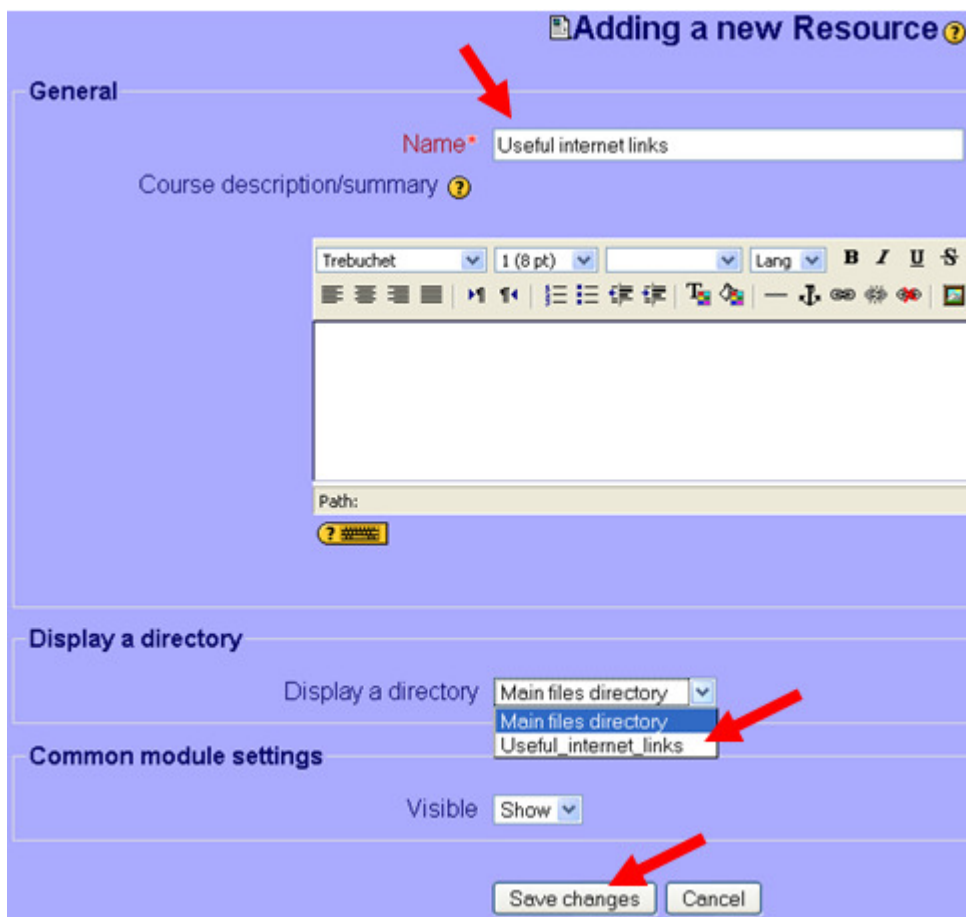 Adding a new Resource ?
General
Name* Useful internet links
Course description/summary ?
Trebuchet 1 (8 pt) Lang B I U S
Path:
?
Display a directory
Display a directory Main files directory
Main files directory
Useful_internet_links
Common module settings
Visible Show
Save changes Cancel